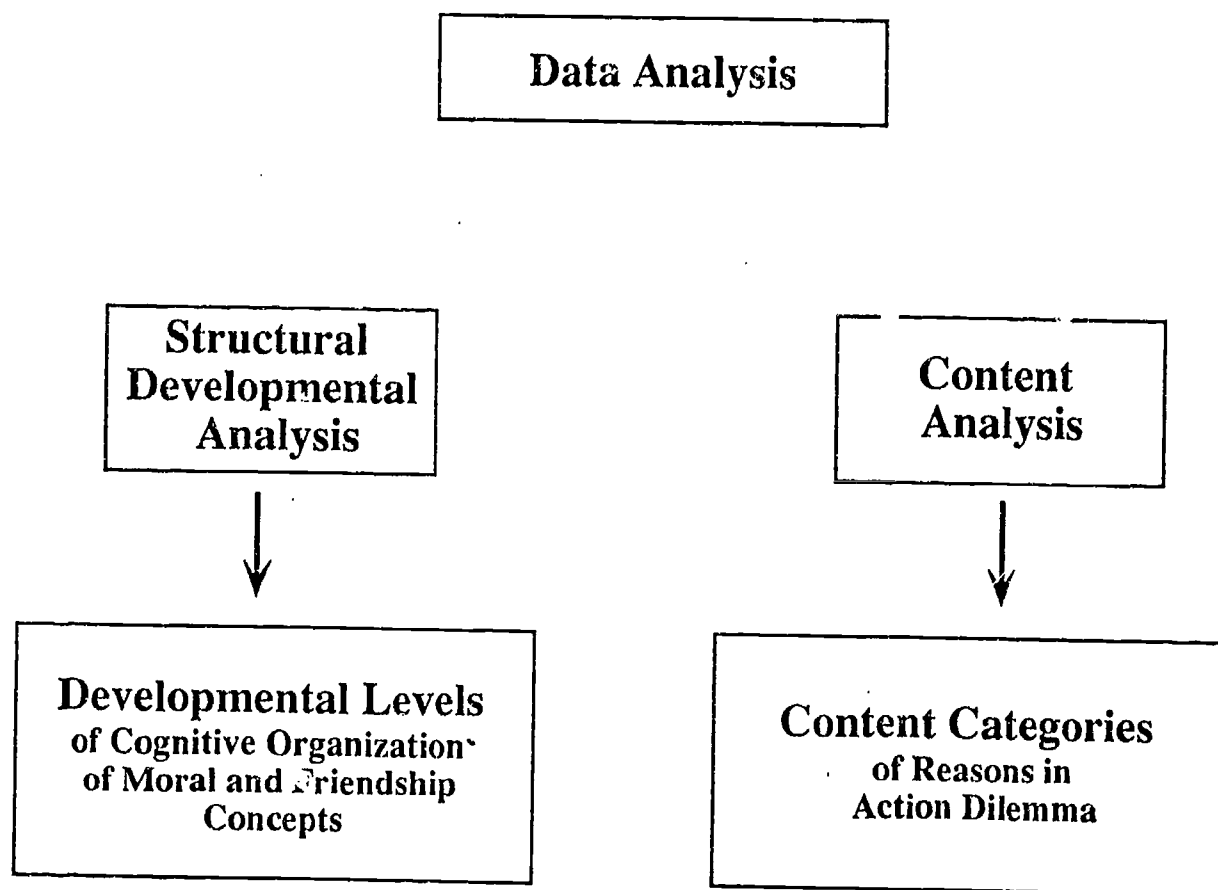 Data Analysis
Structural
Developmental
Analysis
Content
Analysis
Developmental Levels
of Cognitive Organization
of Moral and Friendship
Concepts
Content Categories
of Reasons in
Action Dilemma